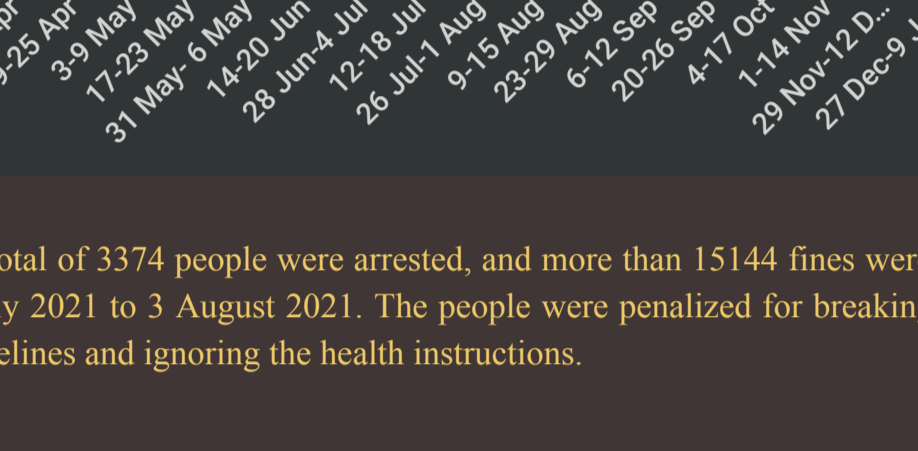 9-25 Apr
3-9 May
17-23 May
31 May- 6 May
14-20 Jun
28 Jun-4 Jul
12-18 Jul
26 Jul-1 Aug
9-15 Aug
23-29 Aug
6-12 Sep
20-26 Sep
4-17 Oct
1-14 Nov
29 Nov-12 D...
27 Dec-9
otal of 3374 people were arrested, and more than 15144 fines wer
y 2021 to 3 August 2021. The people were penalized for breakin
elines and ignoring the health instructions.